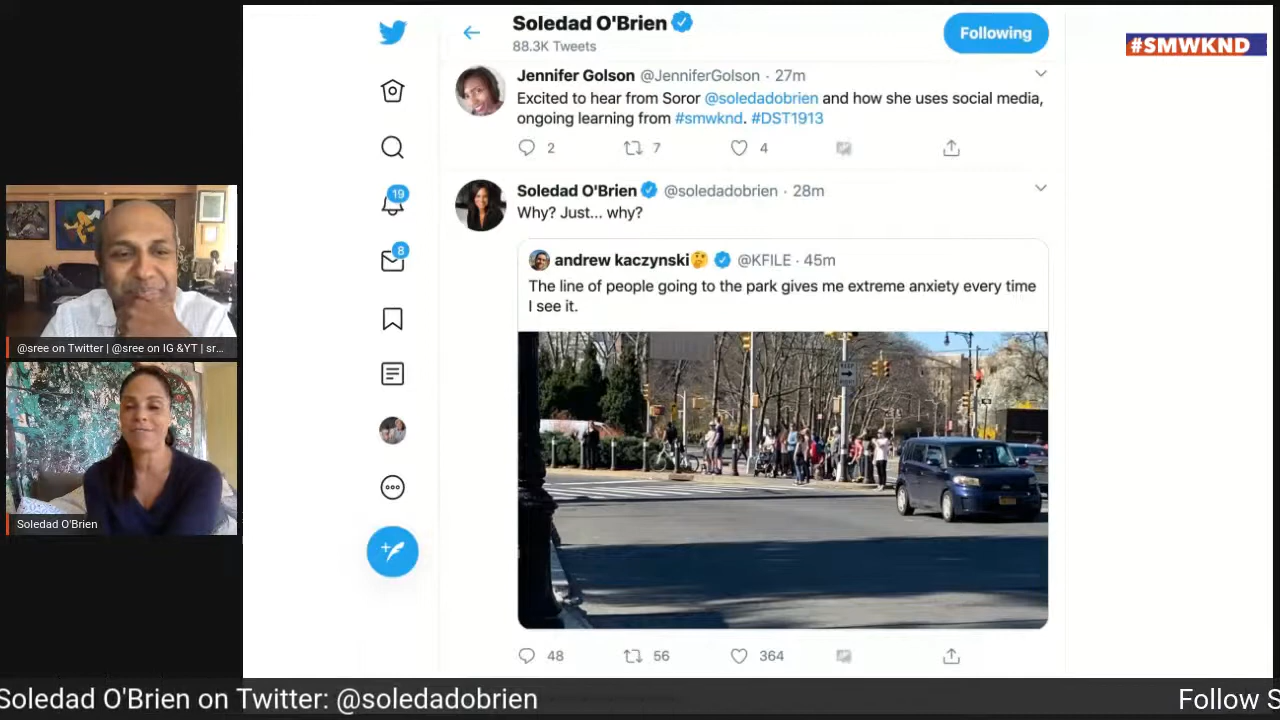 Soledad O'Brien
88.3K Tweets
Following
#SMWKND
Jennifer Golson @JenniferGolson · 27m
Excited to hear from Soror @soledadobrien and how she uses social media,
ongoing learning from #smwknd. #DST1913
2 7 4
Soledad O'Brien @soledadobrien · 28m
Why? Just... why?
andrew kaczynski🤔 @KFILE · 45m
The line of people going to the park gives me extreme anxiety every time
I see it.
KEEP
48 56 364
19
8
@sree on Twitter | @sree on IG &YT | sr...
Soledad O'Brien
Soledad O'Brien on Twitter: @soledadobrien
Follow S